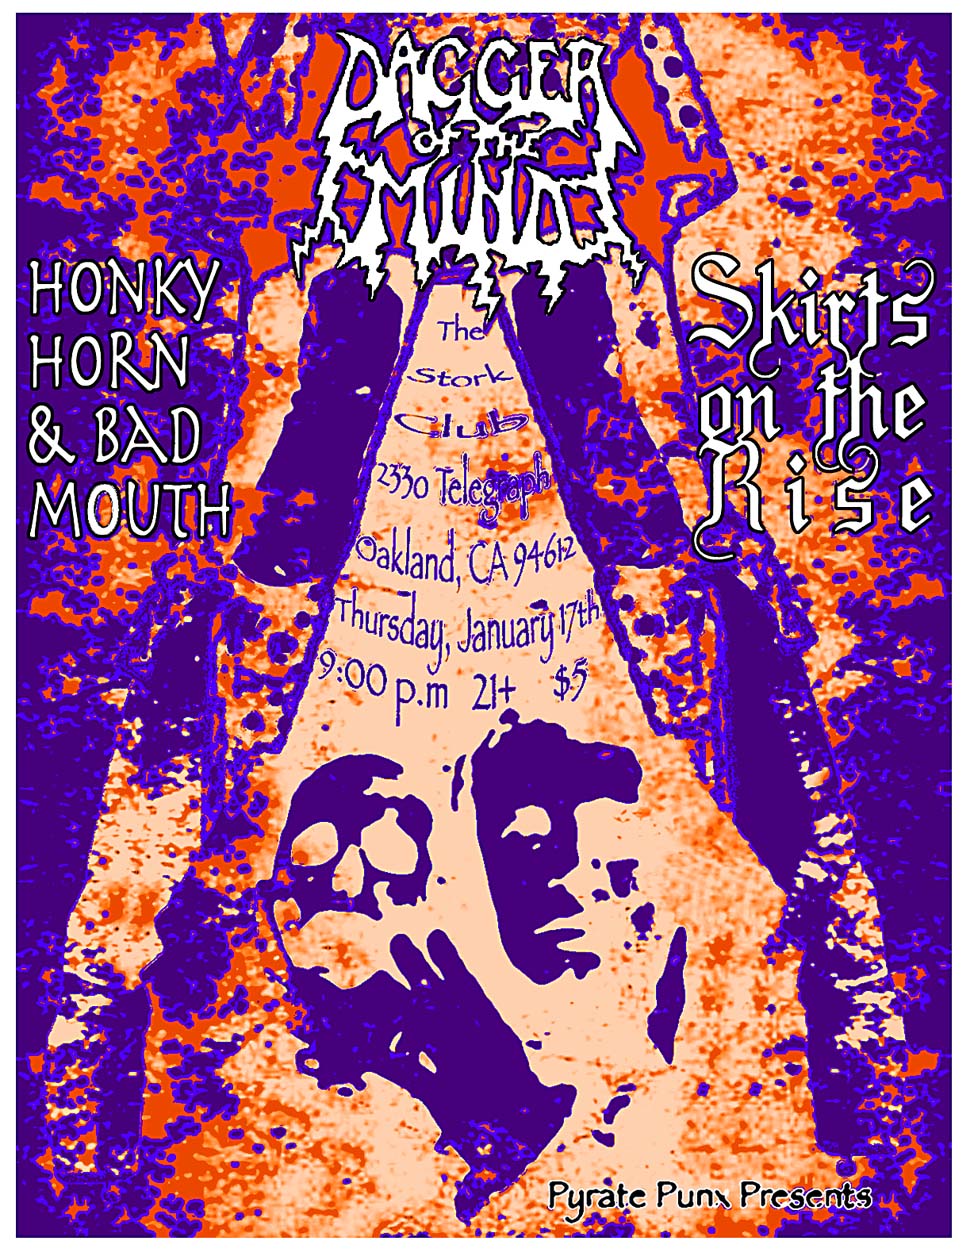 DAGGER
OF THE
MIND
HONKY
HORN
& BAD
MOUTH
Skirts
on the
Rise
The
Stork
Club
2330 Telegraph
Oakland, CA 94612
Thursday, January 17th
9:00 p.m 21+ $5
Pyrate Punx Presents